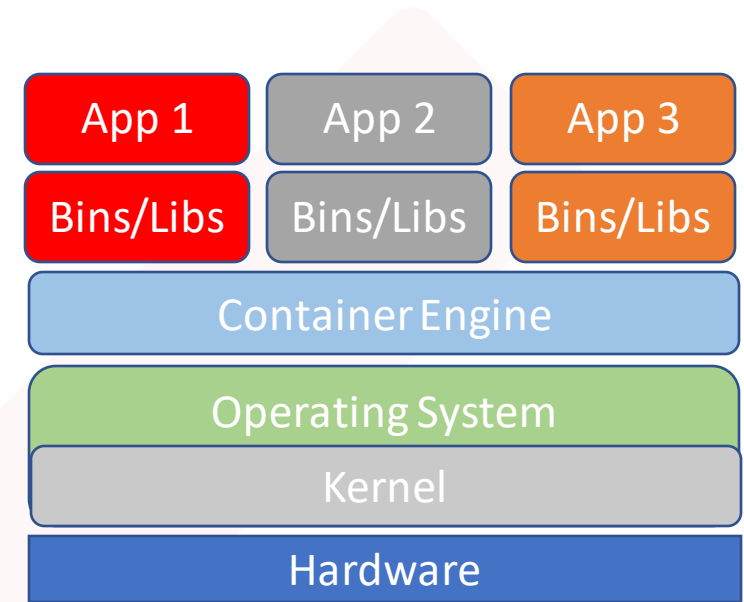 App 1
App 2
App 3
Bins/Libs
Bins/Libs
Bins/Libs
Container Engine
Operating System
Kernel
Hardware